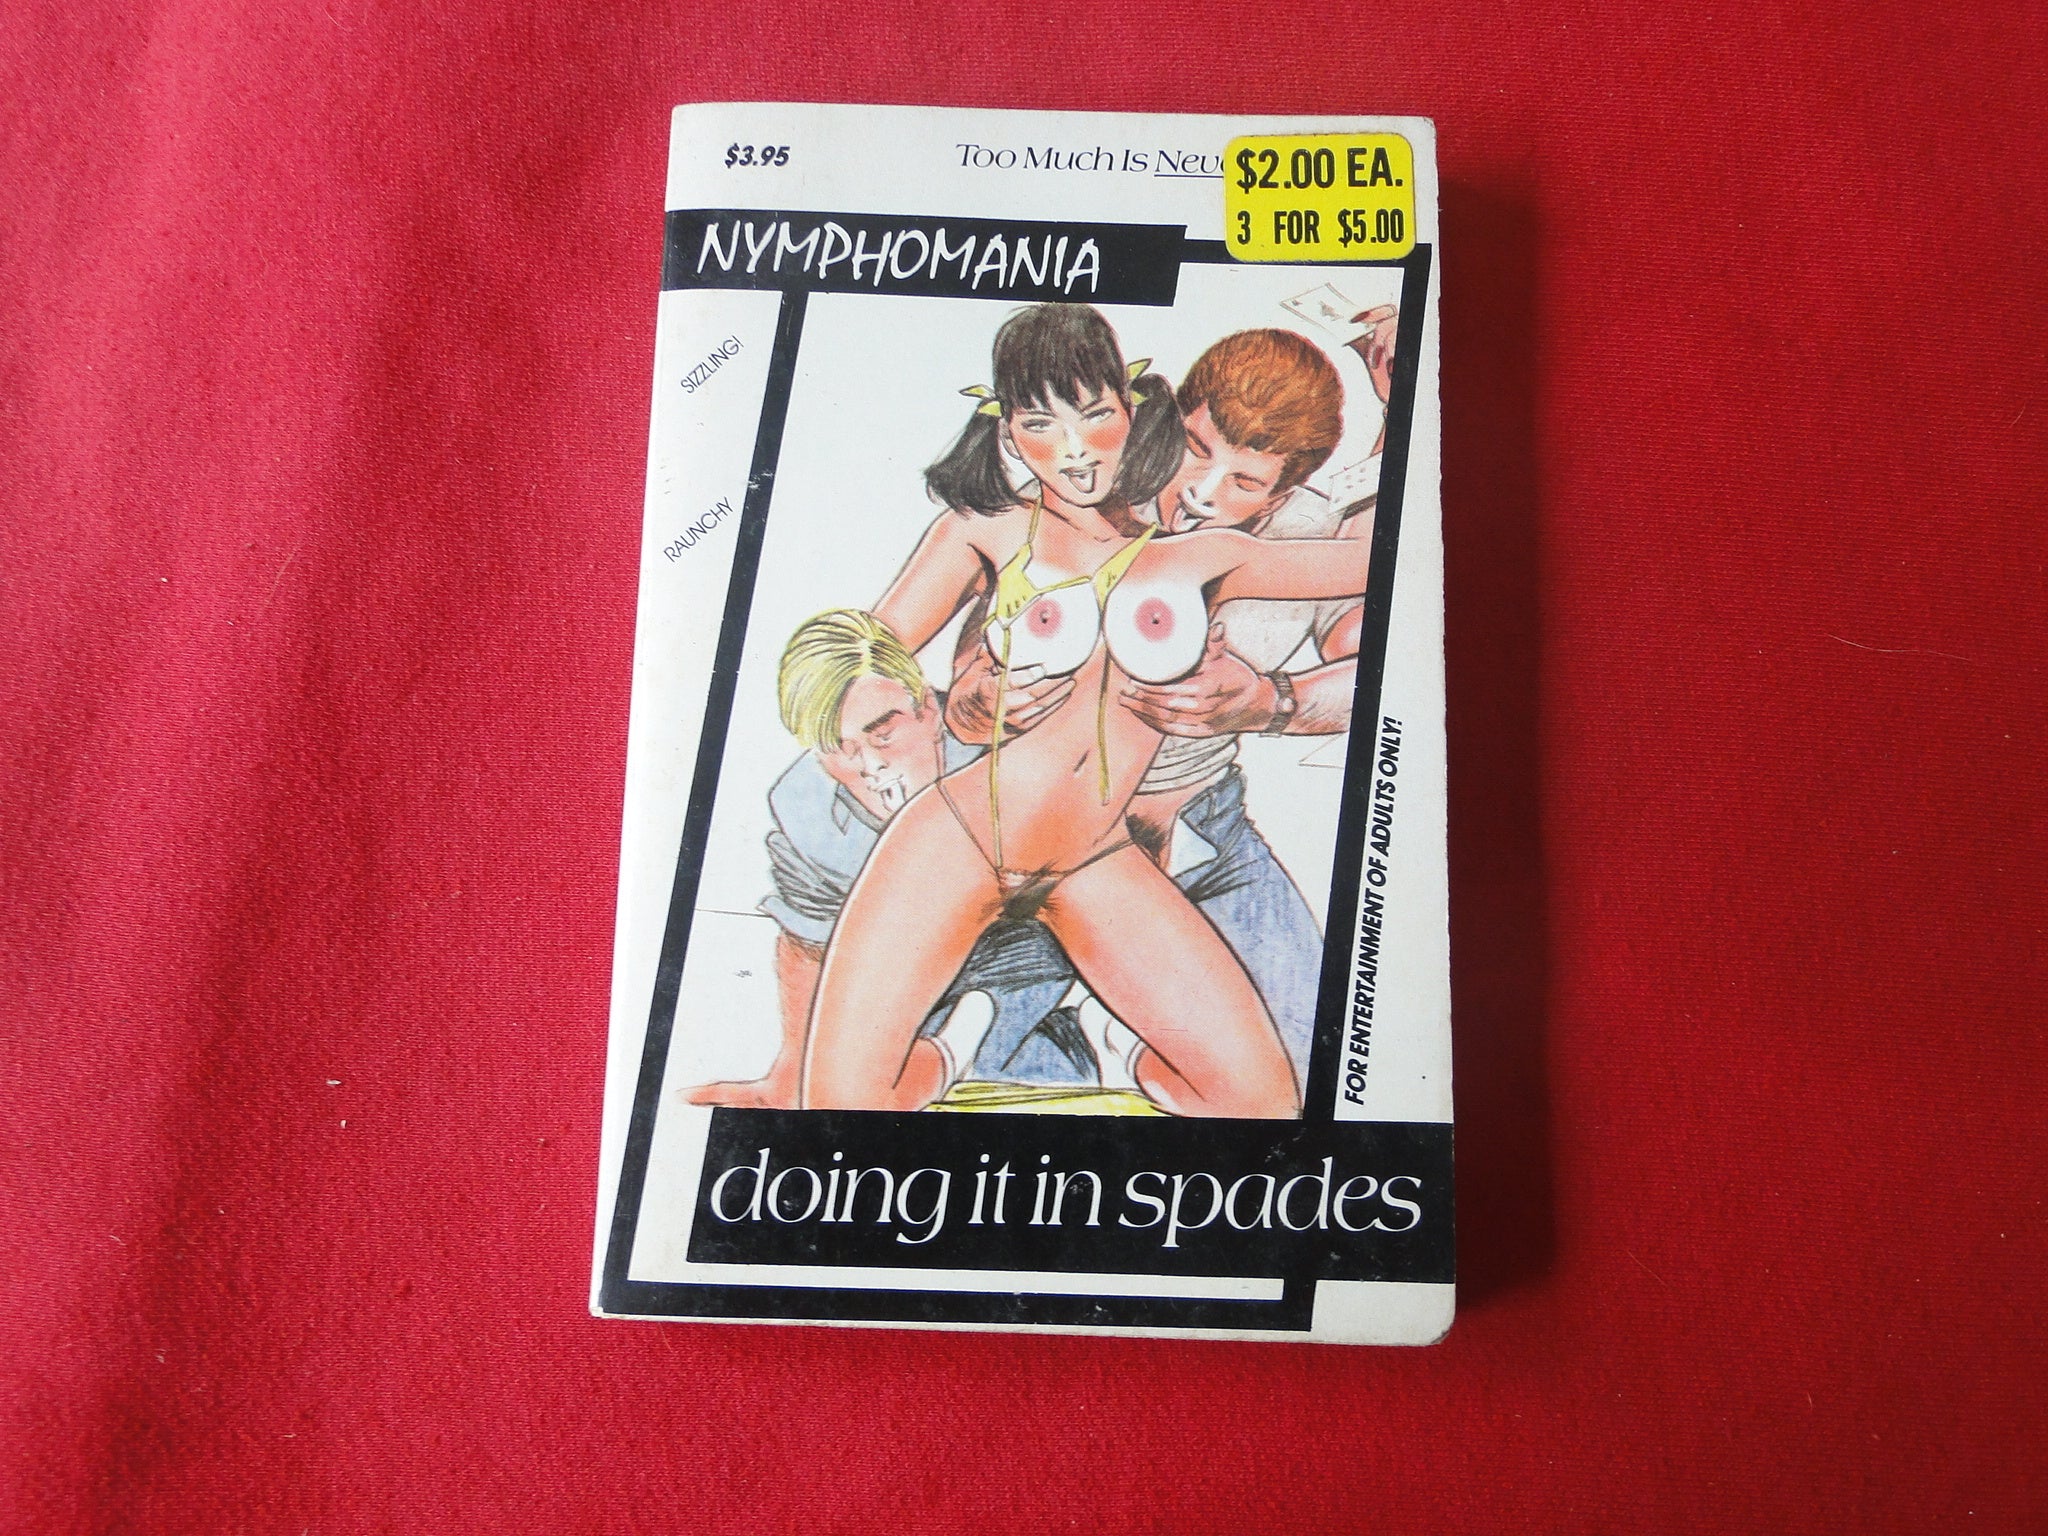 $3.95
Too Much Is
$2.00 EA.
3 FOR $5.00
NYMPHOMANIA
SIZZLING!
RAUNCHY
FOR ENTERTAINMENT OF ADULTS ONLY!
doing it in spades